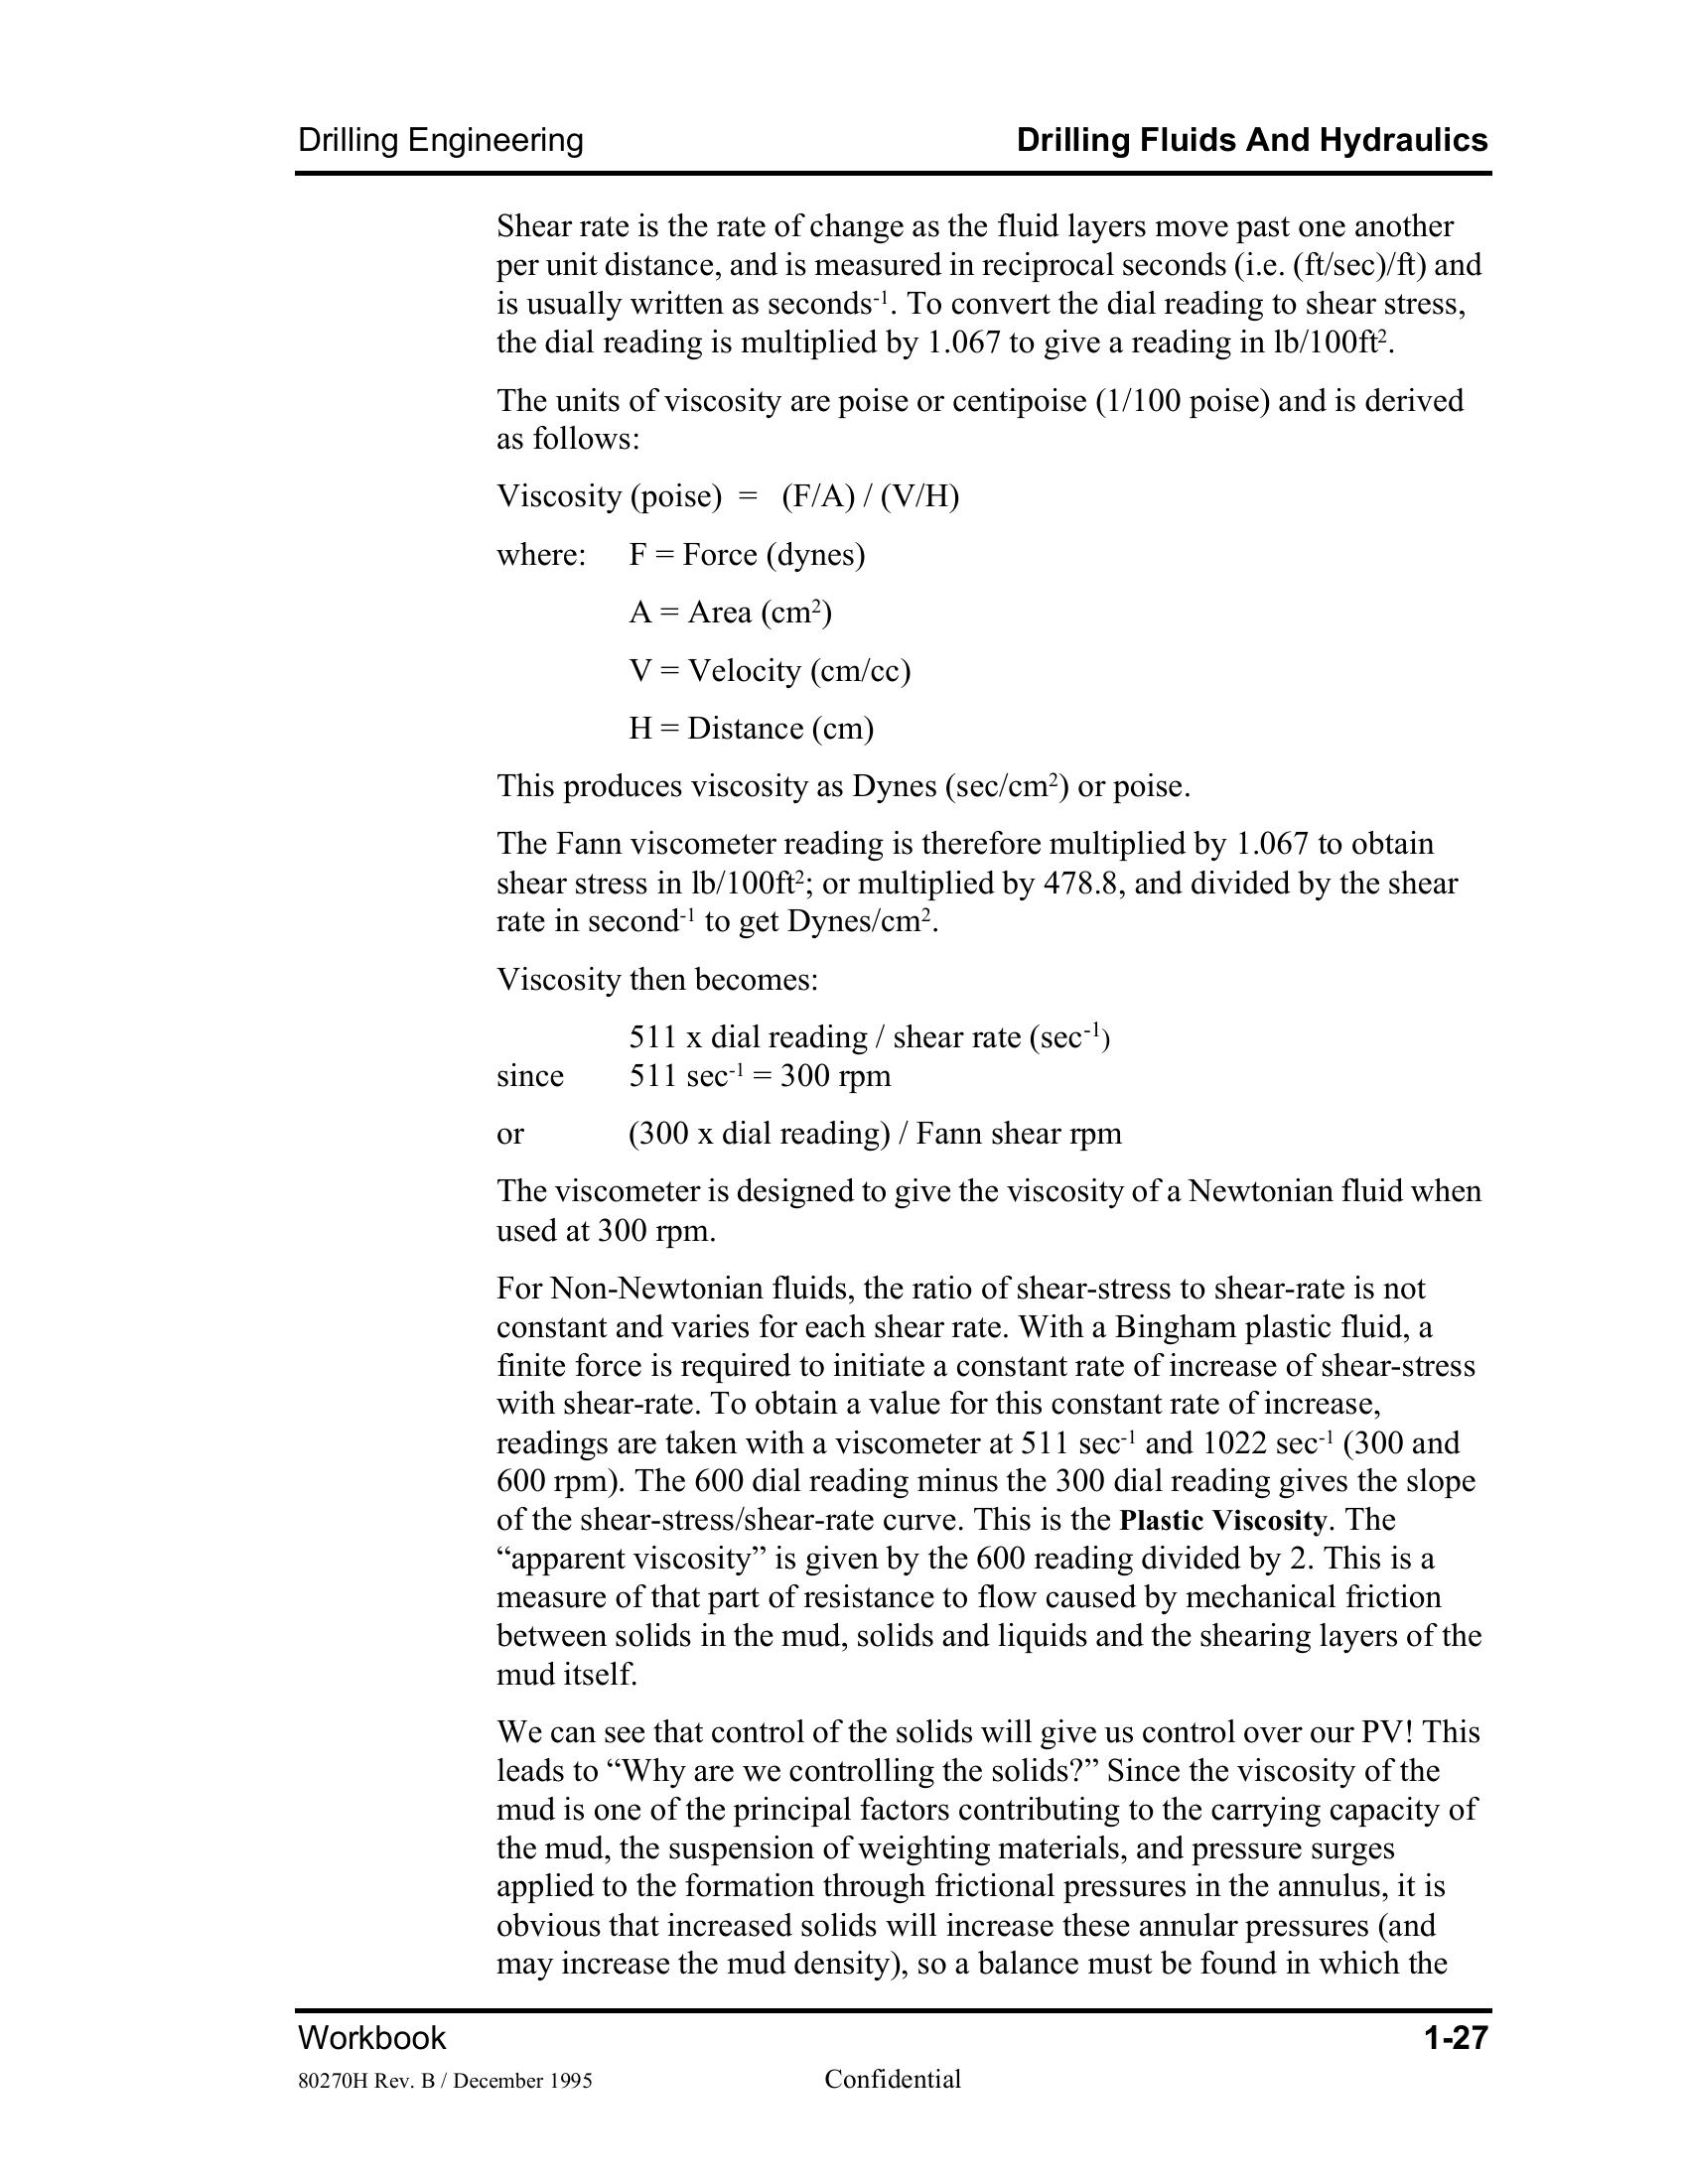 Drilling Engineering Drilling Fluids And Hydraulics
Shear rate is the rate of change as the fluid layers move past one another
per unit distance, and is measured in reciprocal seconds (i.e. (ft/sec)/ft) and
is usually written as seconds⁻¹. To convert the dial reading to shear stress,
the dial reading is multiplied by 1.067 to give a reading in lb/100ft².
The units of viscosity are poise or centipoise (1/100 poise) and is derived
as follows:
Viscosity (poise) = (F/A) / (V/H)
where: F = Force (dynes)
A = Area (cm²)
V = Velocity (cm/cc)
H = Distance (cm)
This produces viscosity as Dynes (sec/cm²) or poise.
The Fann viscometer reading is therefore multiplied by 1.067 to obtain
shear stress in lb/100ft²; or multiplied by 478.8, and divided by the shear
rate in second⁻¹ to get Dynes/cm².
Viscosity then becomes:
511 x dial reading / shear rate (sec⁻¹)
since 511 sec⁻¹ = 300 rpm
or (300 x dial reading) / Fann shear rpm
The viscometer is designed to give the viscosity of a Newtonian fluid when
used at 300 rpm.
For Non-Newtonian fluids, the ratio of shear-stress to shear-rate is not
constant and varies for each shear rate. With a Bingham plastic fluid, a
finite force is required to initiate a constant rate of increase of shear-stress
with shear-rate. To obtain a value for this constant rate of increase,
readings are taken with a viscometer at 511 sec⁻¹ and 1022 sec⁻¹ (300 and
600 rpm). The 600 dial reading minus the 300 dial reading gives the slope
of the shear-stress/shear-rate curve. This is the Plastic Viscosity. The
“apparent viscosity” is given by the 600 reading divided by 2. This is a
measure of that part of resistance to flow caused by mechanical friction
between solids in the mud, solids and liquids and the shearing layers of the
mud itself.
We can see that control of the solids will give us control over our PV! This
leads to “Why are we controlling the solids?” Since the viscosity of the
mud is one of the principal factors contributing to the carrying capacity of
the mud, the suspension of weighting materials, and pressure surges
applied to the formation through frictional pressures in the annulus, it is
obvious that increased solids will increase these annular pressures (and
may increase the mud density), so a balance must be found in which the
Workbook 1-27
80270H Rev. B / December 1995 Confidential